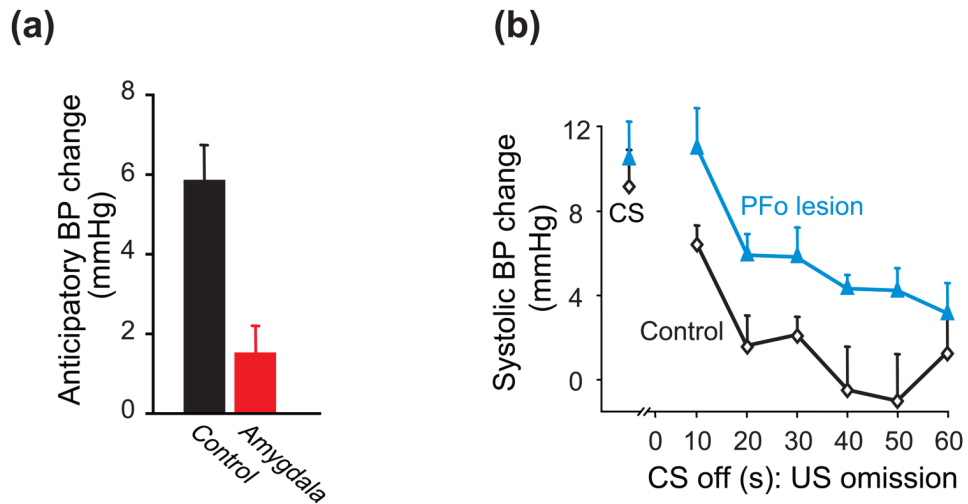 (a)
Anticipatory BP change
(mmHg)
8
6
4
2
0
Control
Amygdala
(b)
Systolic BP change
(mmHg)
12
8
4
0
CS
PFo lesion
Control
0 10 20 30 40 50 60
CS off (s): US omission